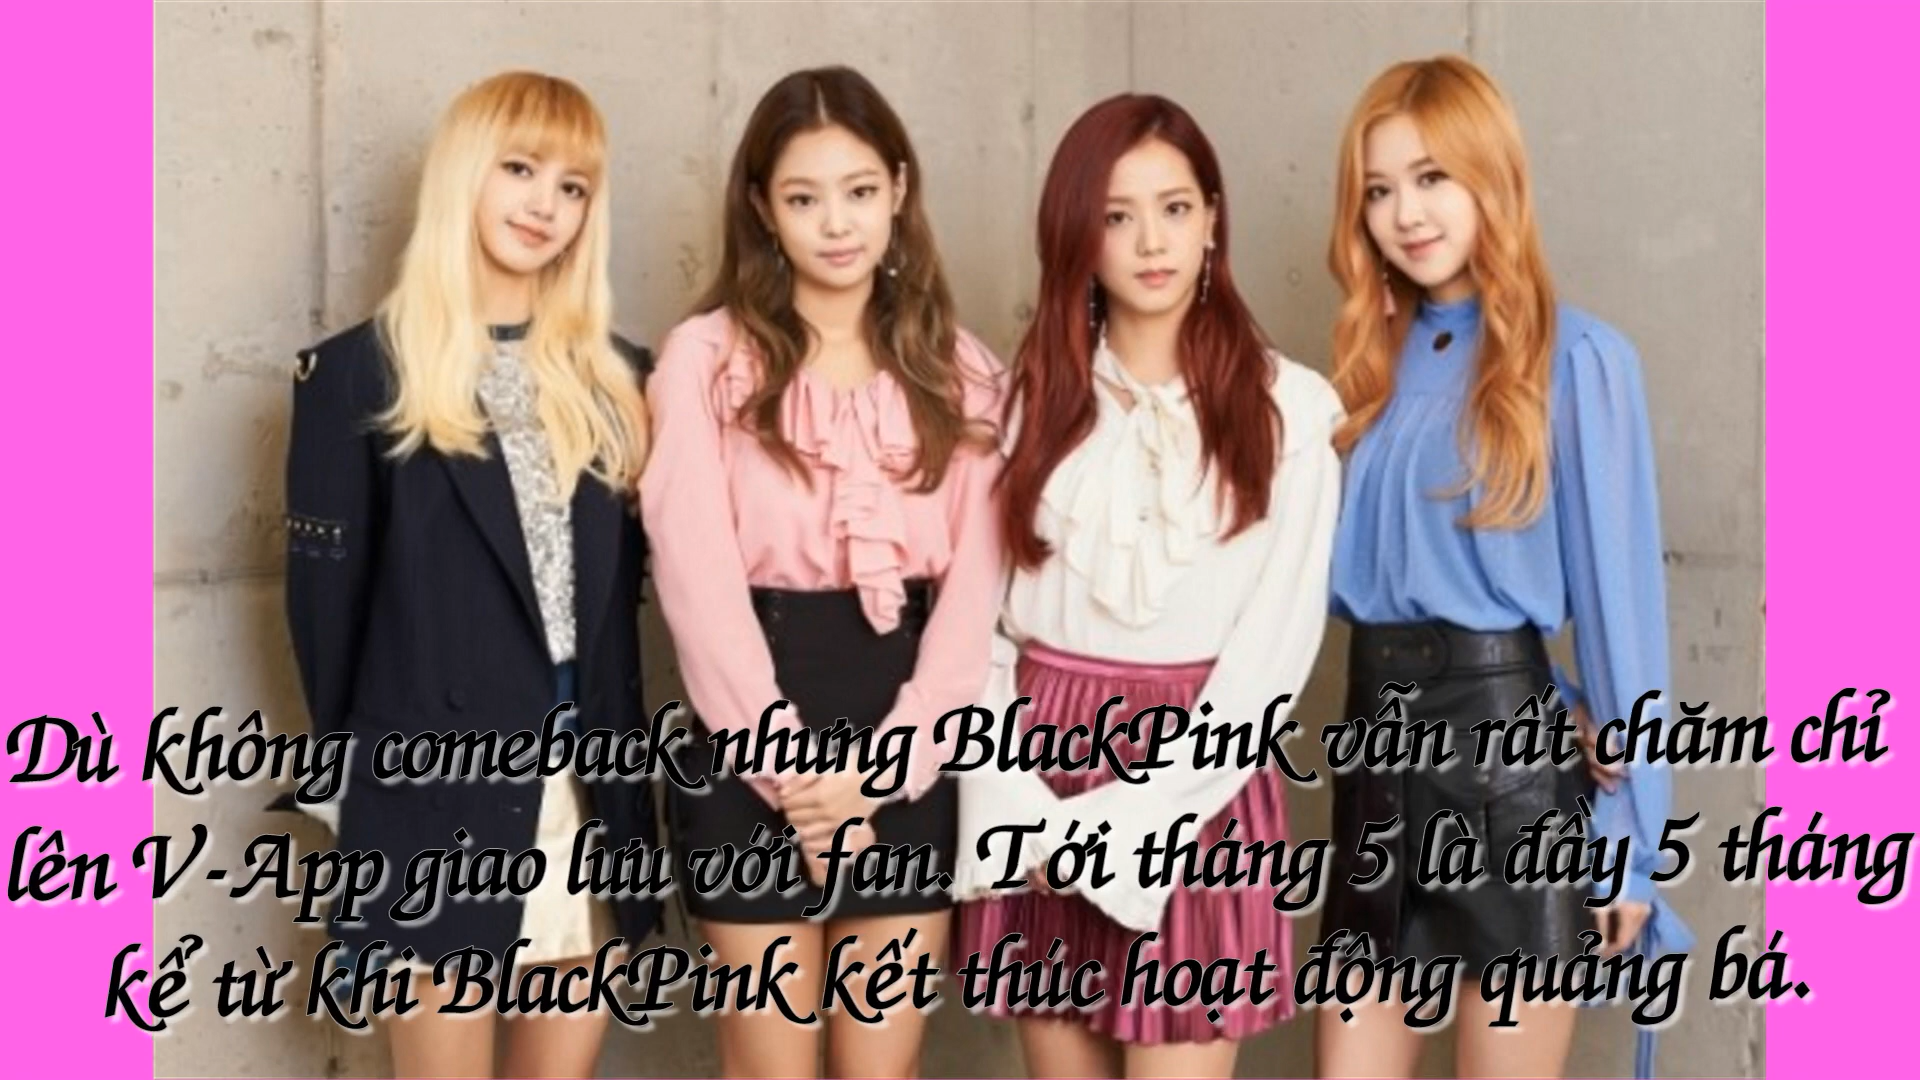 Dù không comeback nhưng BlackPink vẫn rất chăm chỉ
lên V-App giao lưu với fan. Tới tháng 5 là đầy 5 tháng
kể từ khi BlackPink kết thúc hoạt động quảng bá.